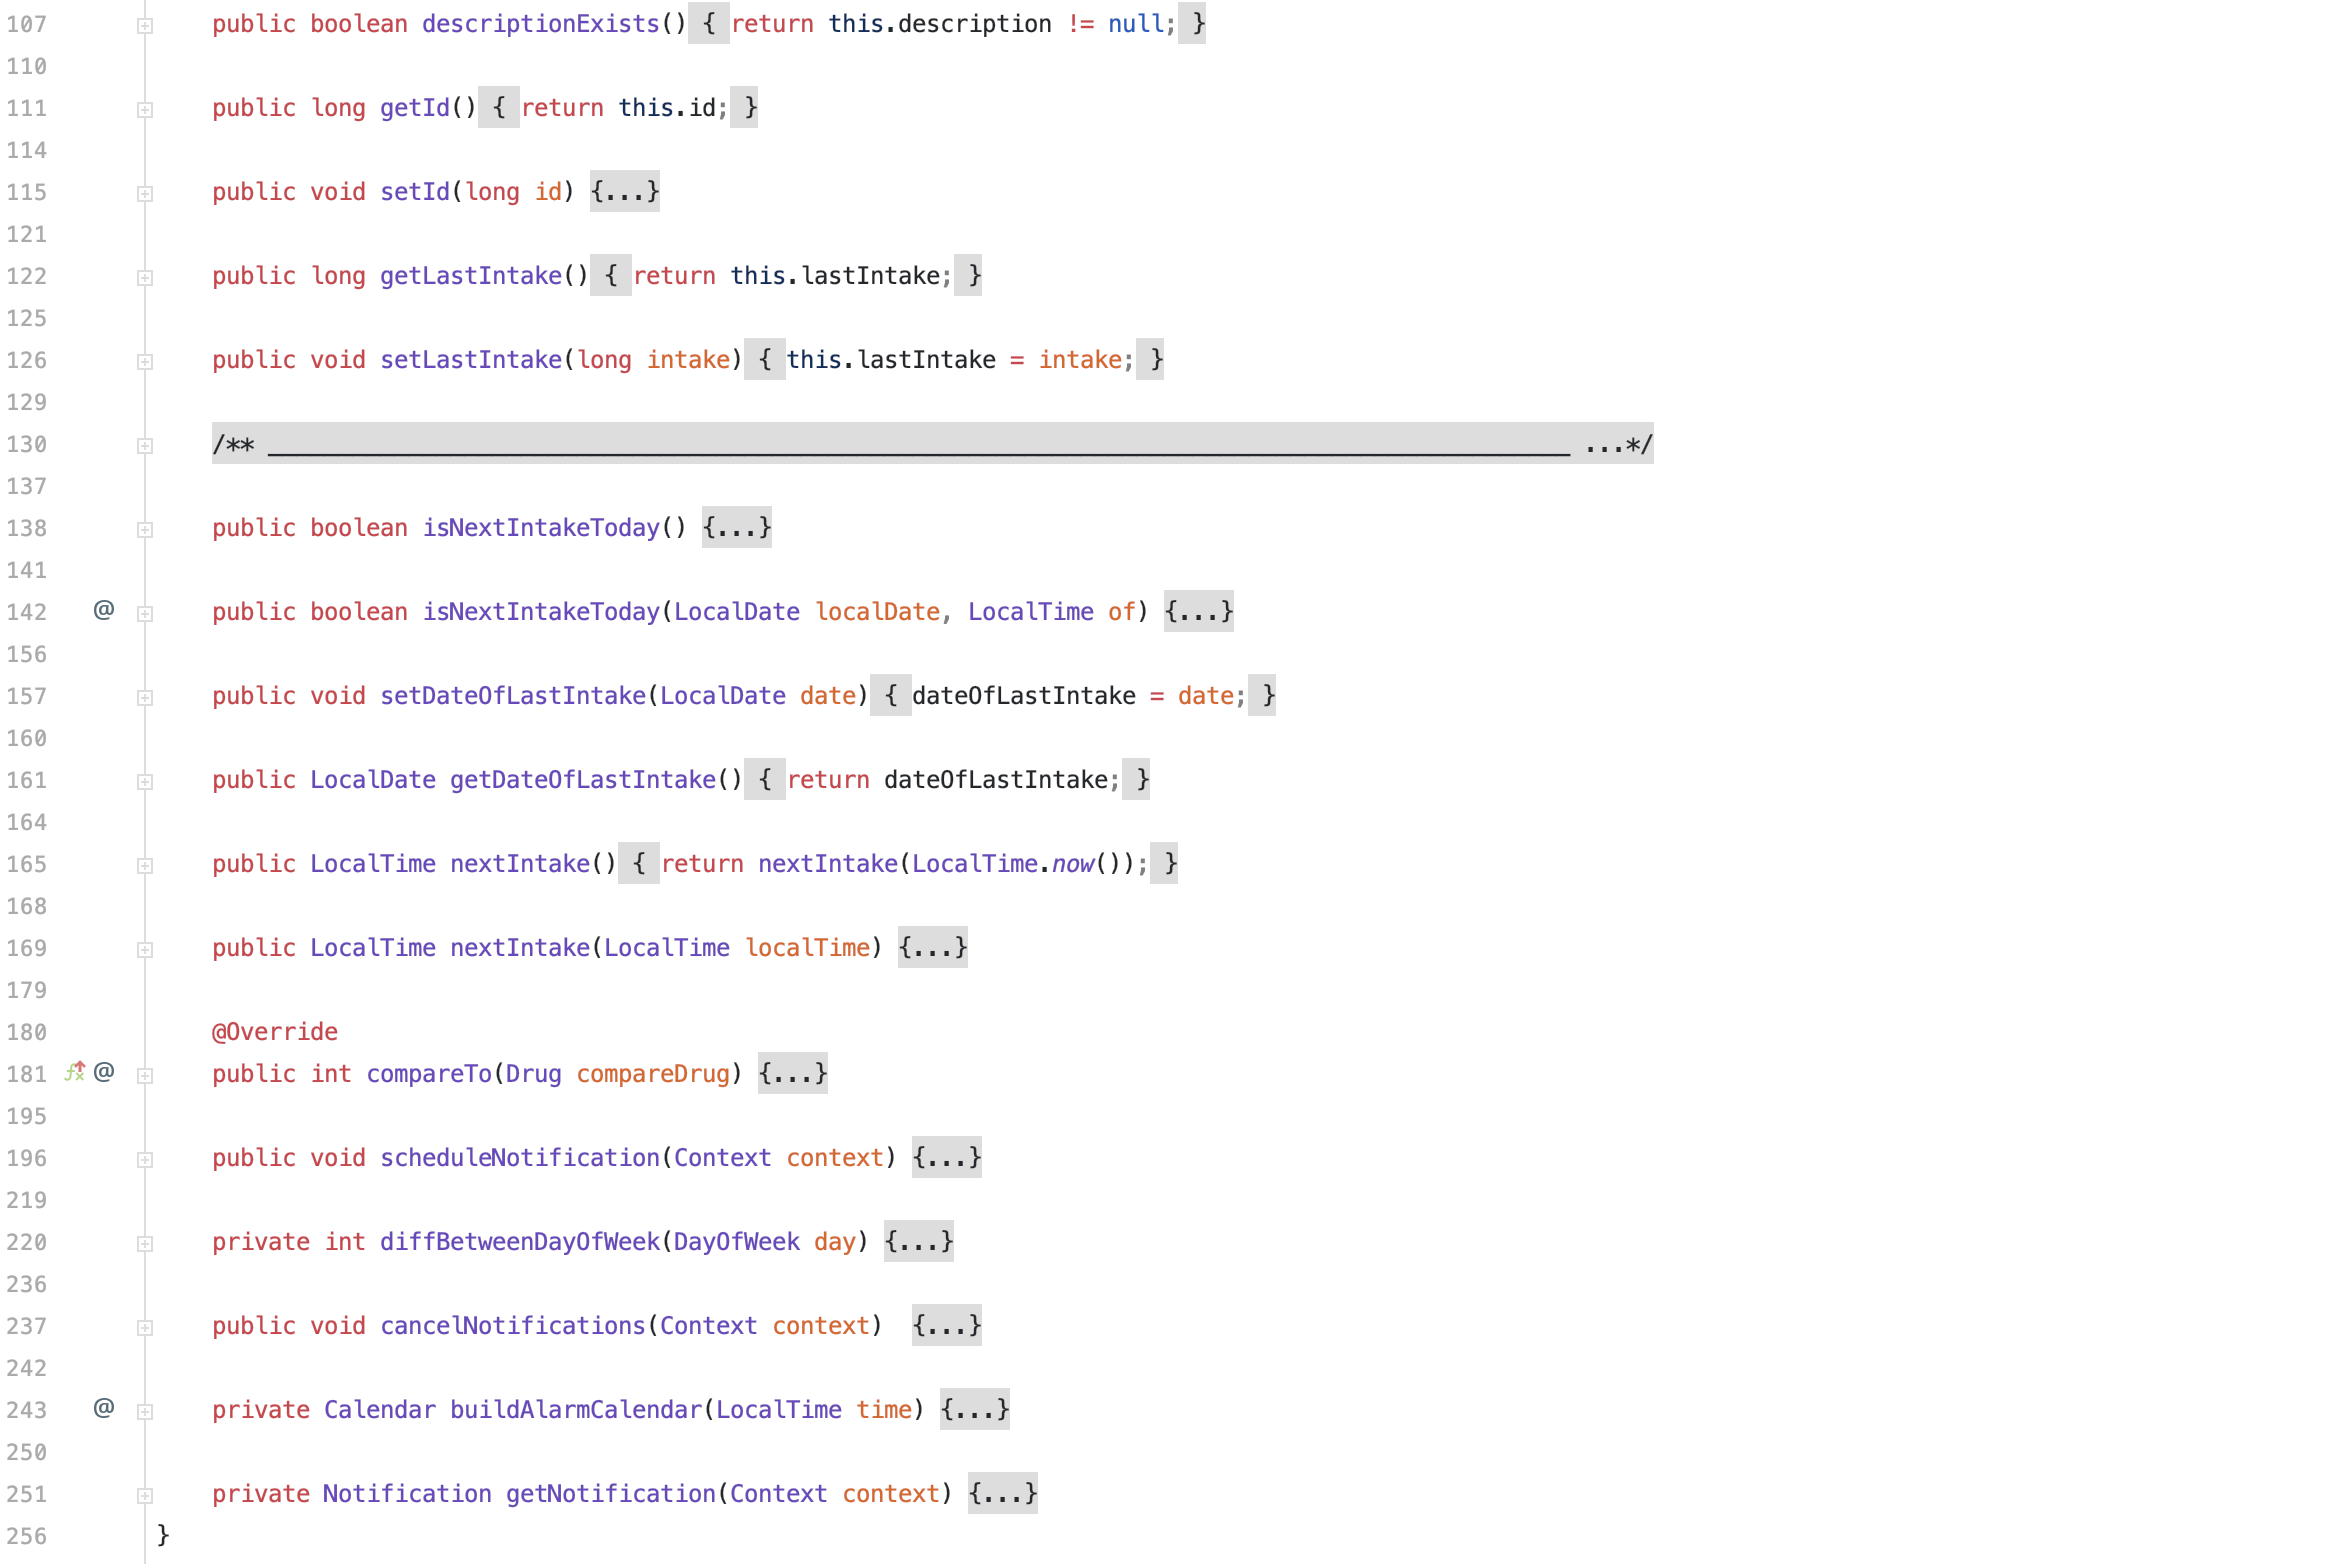 107 public boolean descriptionExists() { return this.description != null; }
110
111 public long getId() { return this.id; }
114
115 public void setId(long id) {...}
121
122 public long getLastIntake() { return this.lastIntake; }
125
126 public void setLastIntake(long intake) { this.lastIntake = intake; }
129
130 /** _____________________________________________________________________________________________ ...*/
137
138 public boolean isNextIntakeToday() {...}
141
142 @ public boolean isNextIntakeToday(LocalDate localDate, LocalTime of) {...}
156
157 public void setDateOfLastIntake(LocalDate date) { dateOfLastIntake = date; }
160
161 public LocalDate getDateOfLastIntake() { return dateOfLastIntake; }
164
165 public LocalTime nextIntake() { return nextIntake(LocalTime.now()); }
168
169 public LocalTime nextIntake(LocalTime localTime) {...}
179
180 @Override
181 @ public int compareTo(Drug compareDrug) {...}
195
196 public void scheduleNotification(Context context) {...}
219
220 private int diffBetweenDayOfWeek(DayOfWeek day) {...}
236
237 public void cancelNotifications(Context context)  {...}
242
243 @ private Calendar buildAlarmCalendar(LocalTime time) {...}
250
251 private Notification getNotification(Context context) {...}
256 }